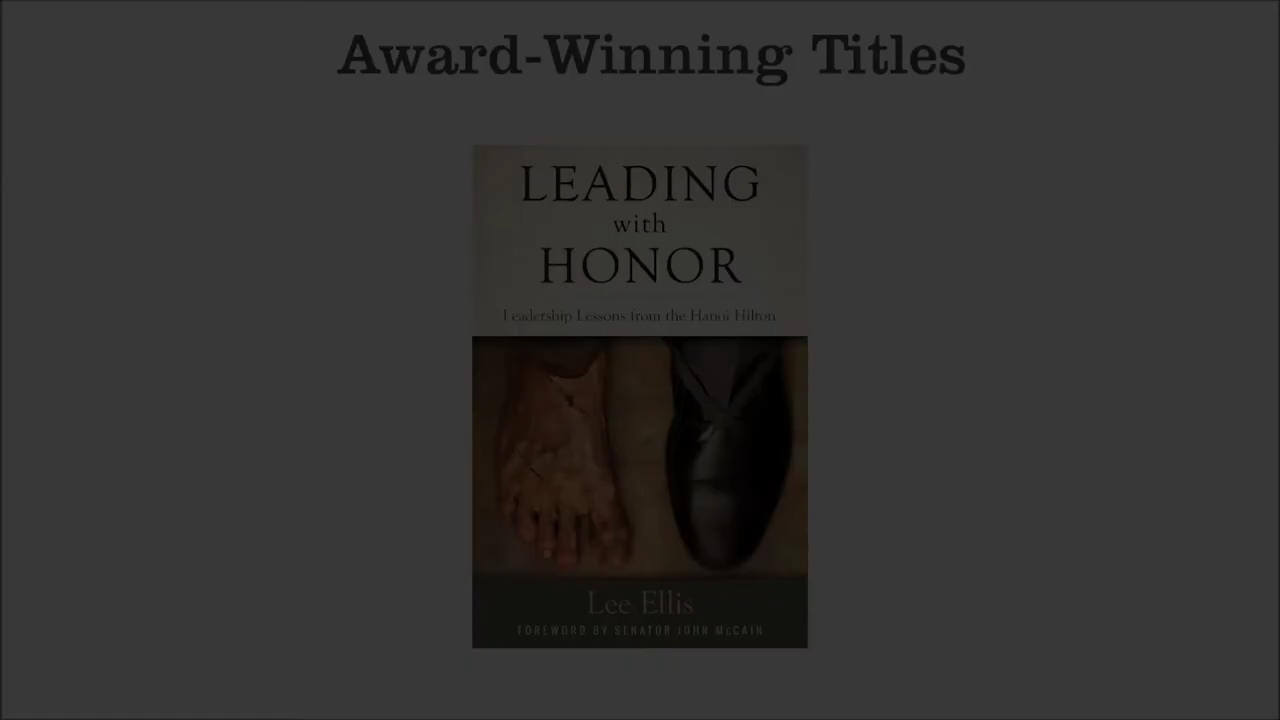 Award-Winning Titles
LEADING
with
HONOR
Leadership Lessons from the Hanoi Hilton
Lee Ellis
FOREWORD BY SENATOR JOHN McCAIN